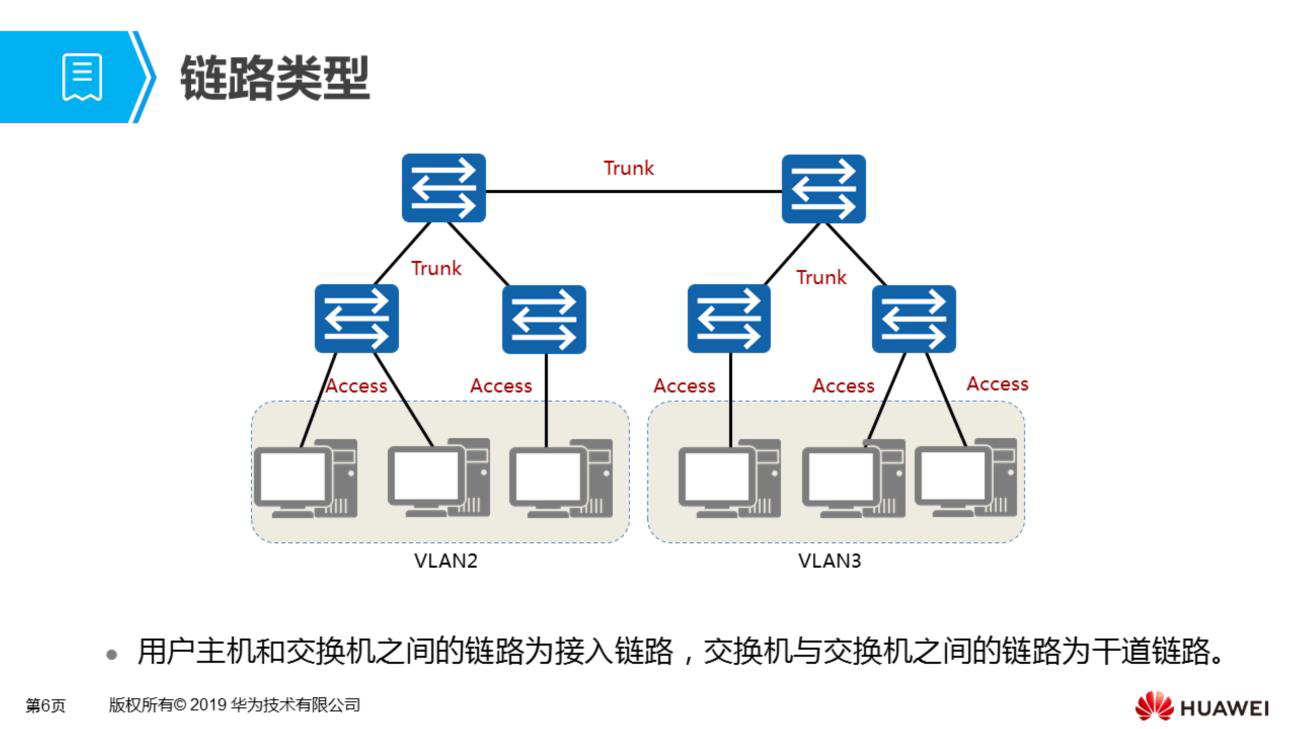 链路类型
Trunk
Trunk
Trunk
Access
Access
Access
Access
Access
VLAN2
VLAN3
用户主机和交换机之间的链路为接入链路，交换机与交换机之间的链路为干道链路。
第6页
版权所有© 2019 华为技术有限公司
HUAWEI